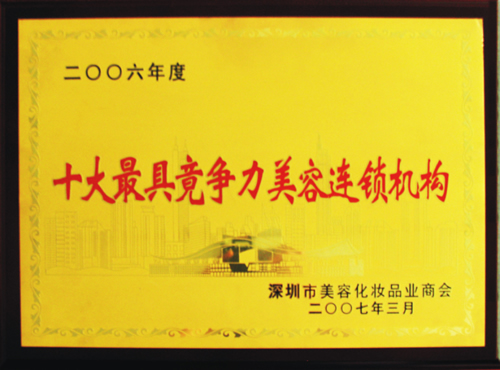 二〇〇六年度
十大最具竞争力美容连锁机构
深圳市美容化妆品业商会
二〇〇七年三月